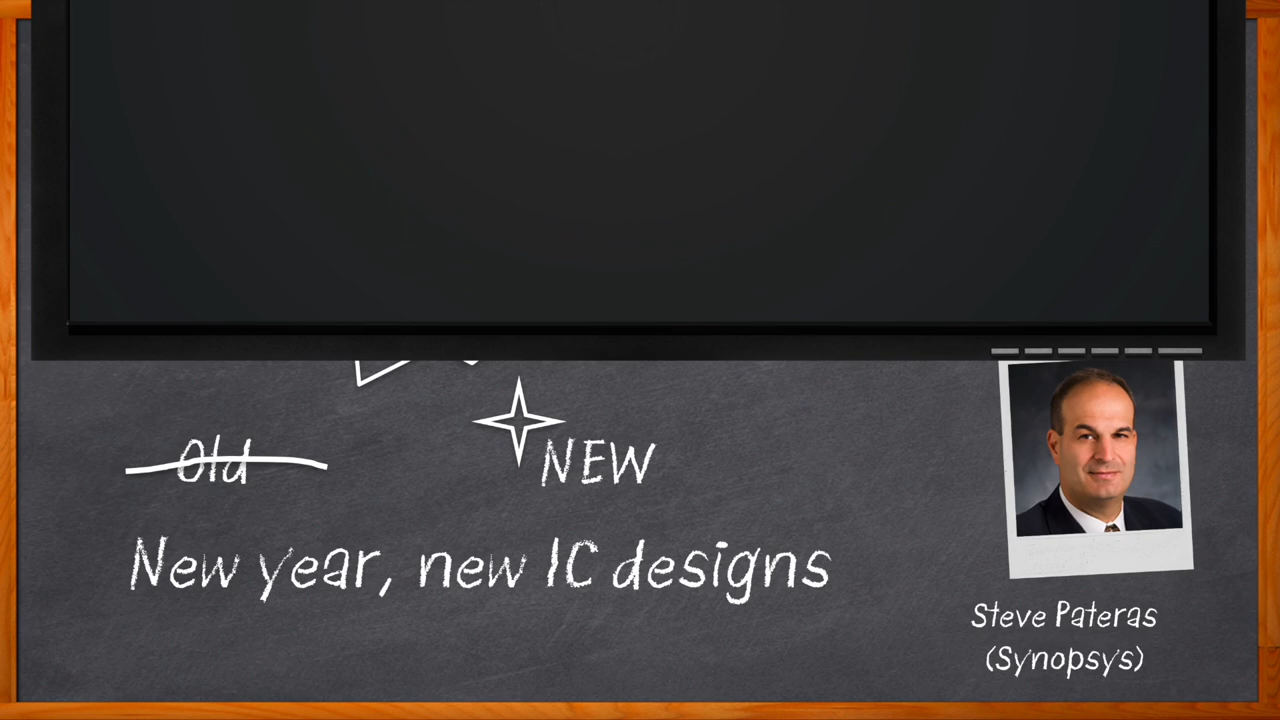 Old
NEW
New year, new IC designs
Steve Pateras
(Synopsys)